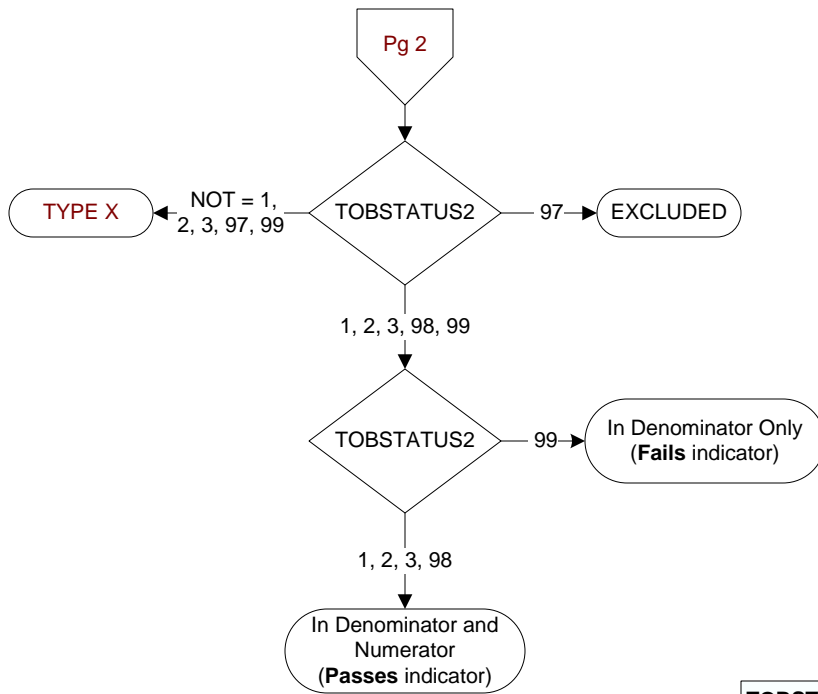 Pg 2
NOT = 1,
2, 3, 97, 99
TYPE X
TOBSTATUS2
97
EXCLUDED
1, 2, 3, 98, 99
TOBSTATUS2
99
In Denominator Only
(Fails indicator)
1, 2, 3, 98
In Denominator and
Numerator
(Passes indicator)